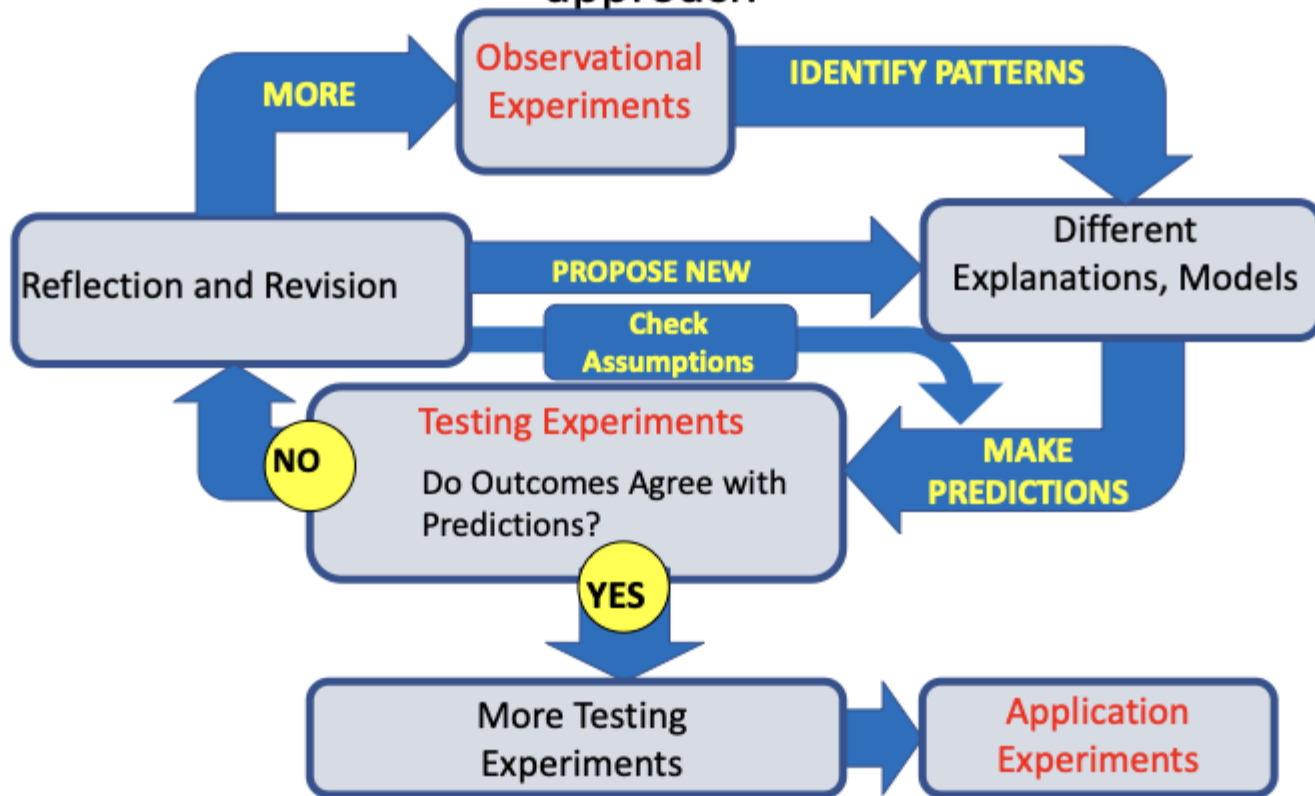 approach
Observational
Experiments
MORE
IDENTIFY PATTERNS
Different
Explanations, Models
Reflection and Revision
PROPOSE NEW
Check
Assumptions
Testing Experiments
Do Outcomes Agree with
Predictions?
NO
MAKE
PREDICTIONS
YES
More Testing
Experiments
Application
Experiments